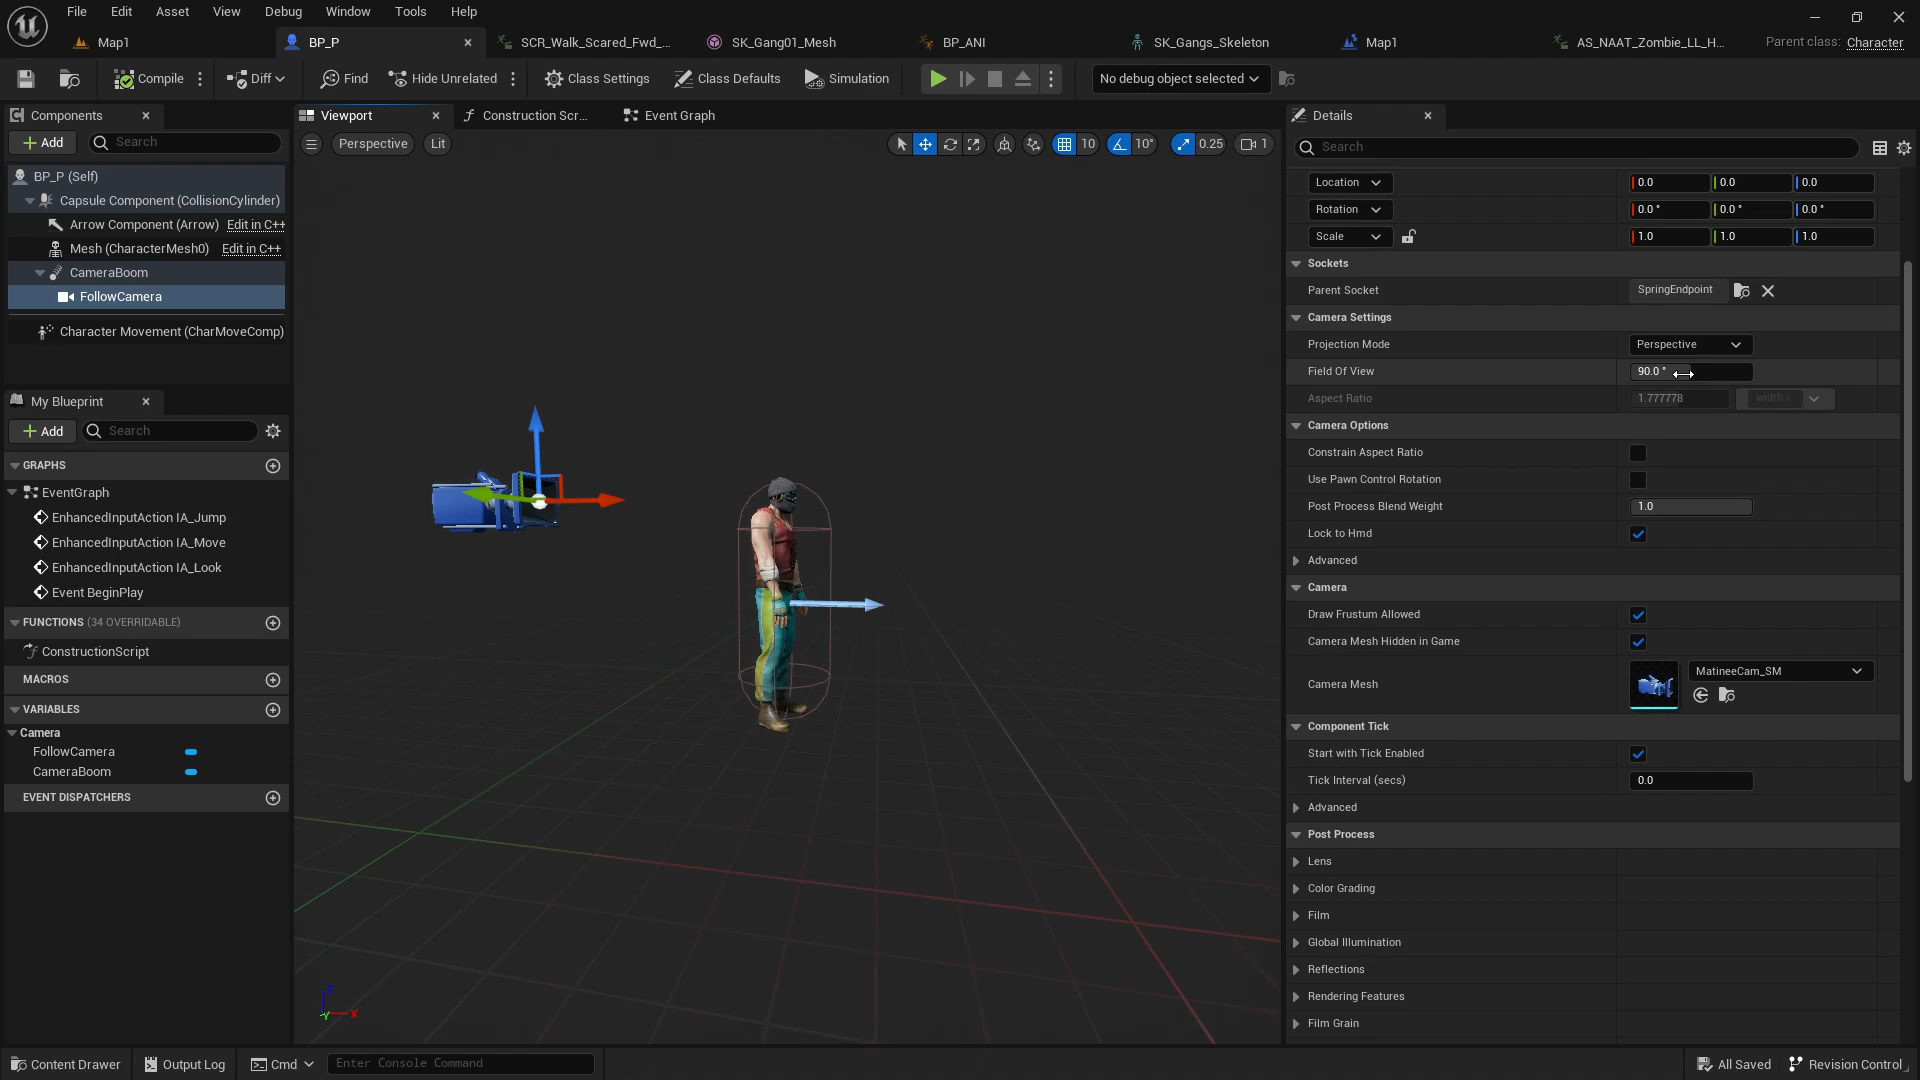 File Edit Asset View Debug Window Tools Help
Map1 BP_P SCR_Walk_Scared_Fwd_... SK_Gang01_Mesh BP_ANI SK_Gangs_Skeleton Map1 AS_NAAT_Zombie_LL_H... Parent class: Character
Compile Diff Find Hide Unrelated Class Settings Class Defaults Simulation No debug object selected
Components
Add Search
BP_P (Self)
Capsule Component (CollisionCylinder)
Arrow Component (Arrow) Edit in C++
Mesh (CharacterMesh0) Edit in C++
CameraBoom
FollowCamera
Character Movement (CharMoveComp)
My Blueprint
Add Search
GRAPHS
EventGraph
EnhancedInputAction IA_Jump
EnhancedInputAction IA_Move
EnhancedInputAction IA_Look
Event BeginPlay
FUNCTIONS (34 OVERRIDABLE)
ConstructionScript
MACROS
VARIABLES
Camera
FollowCamera
CameraBoom
EVENT DISPATCHERS
Viewport Construction Scr... Event Graph
Perspective Lit 10 10° 0.25 1
Z
Y X
Details
Search
Location 0.0 0.0 0.0
Rotation 0.0 ° 0.0 ° 0.0 °
Scale 1.0 1.0 1.0
Sockets
Parent Socket SpringEndpoint
Camera Settings
Projection Mode Perspective
Field Of View 90.0 °
Aspect Ratio 1.777778
Camera Options
Constrain Aspect Ratio
Use Pawn Control Rotation
Post Process Blend Weight 1.0
Lock to Hmd
Advanced
Camera
Draw Frustum Allowed
Camera Mesh Hidden in Game
Camera Mesh MatineeCam_SM
Component Tick
Start with Tick Enabled
Tick Interval (secs) 0.0
Advanced
Post Process
Lens
Color Grading
Film
Global Illumination
Reflections
Rendering Features
Film Grain
Content Drawer Output Log Cmd Enter Console Command All Saved Revision Control